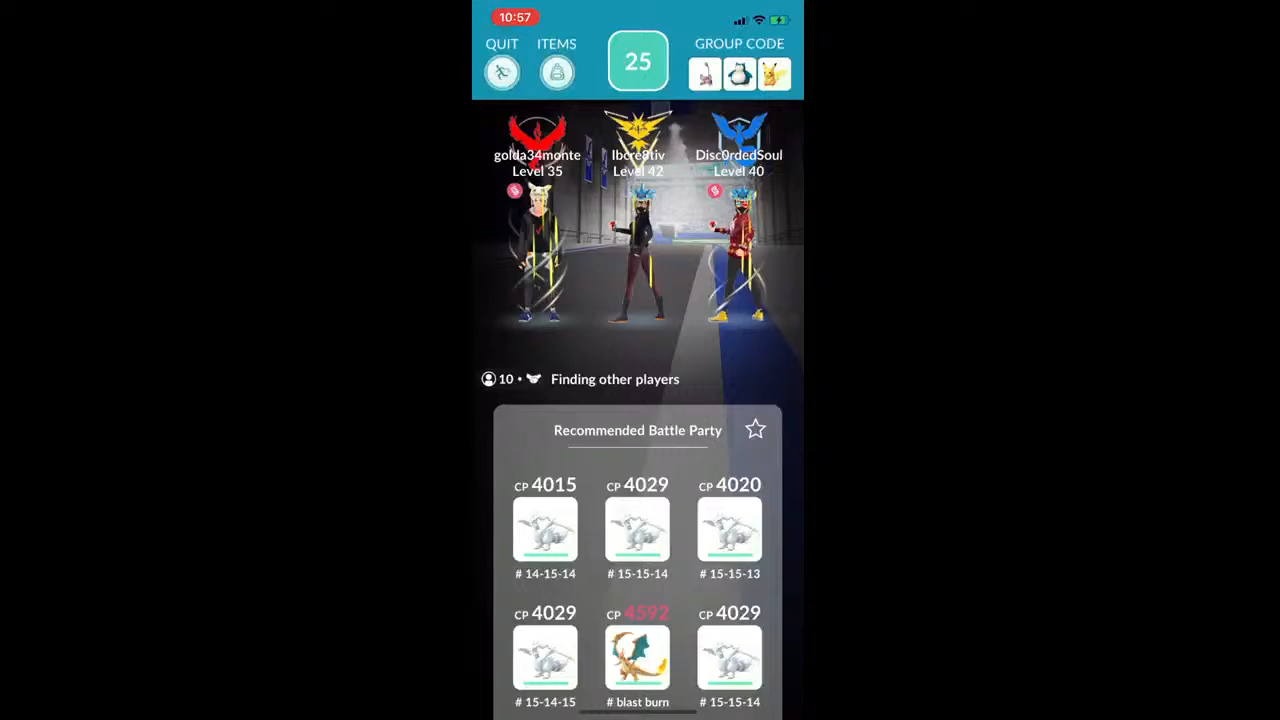 10:57
QUIT ITEMS 25 GROUP CODE
golda34monte Ibcre8tiv Disc0rdedSoul
Level 35 Level 42 Level 40
10 • Finding other players
Recommended Battle Party
CP 4015 CP 4029 CP 4020
# 14-15-14 # 15-15-14 # 15-15-13
CP 4029 CP 4592 CP 4029
# 15-14-15 # blast burn # 15-15-14